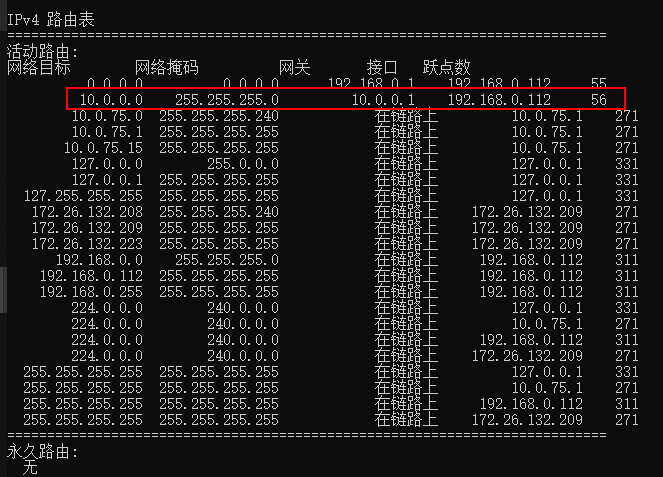 IPv4 路由表
===========================================================================
活动路由:
网络目标 网络掩码 网关 接口 跃点数
0.0.0.0 0.0.0.0 192.168.0.1 192.168.0.112 55
10.0.0.0 255.255.255.0 10.0.0.1 192.168.0.112 56
10.0.75.0 255.255.255.240 在链路上 10.0.75.1 271
10.0.75.1 255.255.255.255 在链路上 10.0.75.1 271
10.0.75.15 255.255.255.255 在链路上 10.0.75.1 271
127.0.0.0 255.0.0.0 在链路上 127.0.0.1 331
127.0.0.1 255.255.255.255 在链路上 127.0.0.1 331
127.255.255.255 255.255.255.255 在链路上 127.0.0.1 331
172.26.132.208 255.255.255.240 在链路上 172.26.132.209 271
172.26.132.209 255.255.255.255 在链路上 172.26.132.209 271
172.26.132.223 255.255.255.255 在链路上 172.26.132.209 271
192.168.0.0 255.255.255.0 在链路上 192.168.0.112 311
192.168.0.112 255.255.255.255 在链路上 192.168.0.112 311
192.168.0.255 255.255.255.255 在链路上 192.168.0.112 311
224.0.0.0 240.0.0.0 在链路上 127.0.0.1 331
224.0.0.0 240.0.0.0 在链路上 10.0.75.1 271
224.0.0.0 240.0.0.0 在链路上 192.168.0.112 311
224.0.0.0 240.0.0.0 在链路上 172.26.132.209 271
255.255.255.255 255.255.255.255 在链路上 127.0.0.1 331
255.255.255.255 255.255.255.255 在链路上 10.0.75.1 271
255.255.255.255 255.255.255.255 在链路上 192.168.0.112 311
255.255.255.255 255.255.255.255 在链路上 172.26.132.209 271
===========================================================================
永久路由:
无